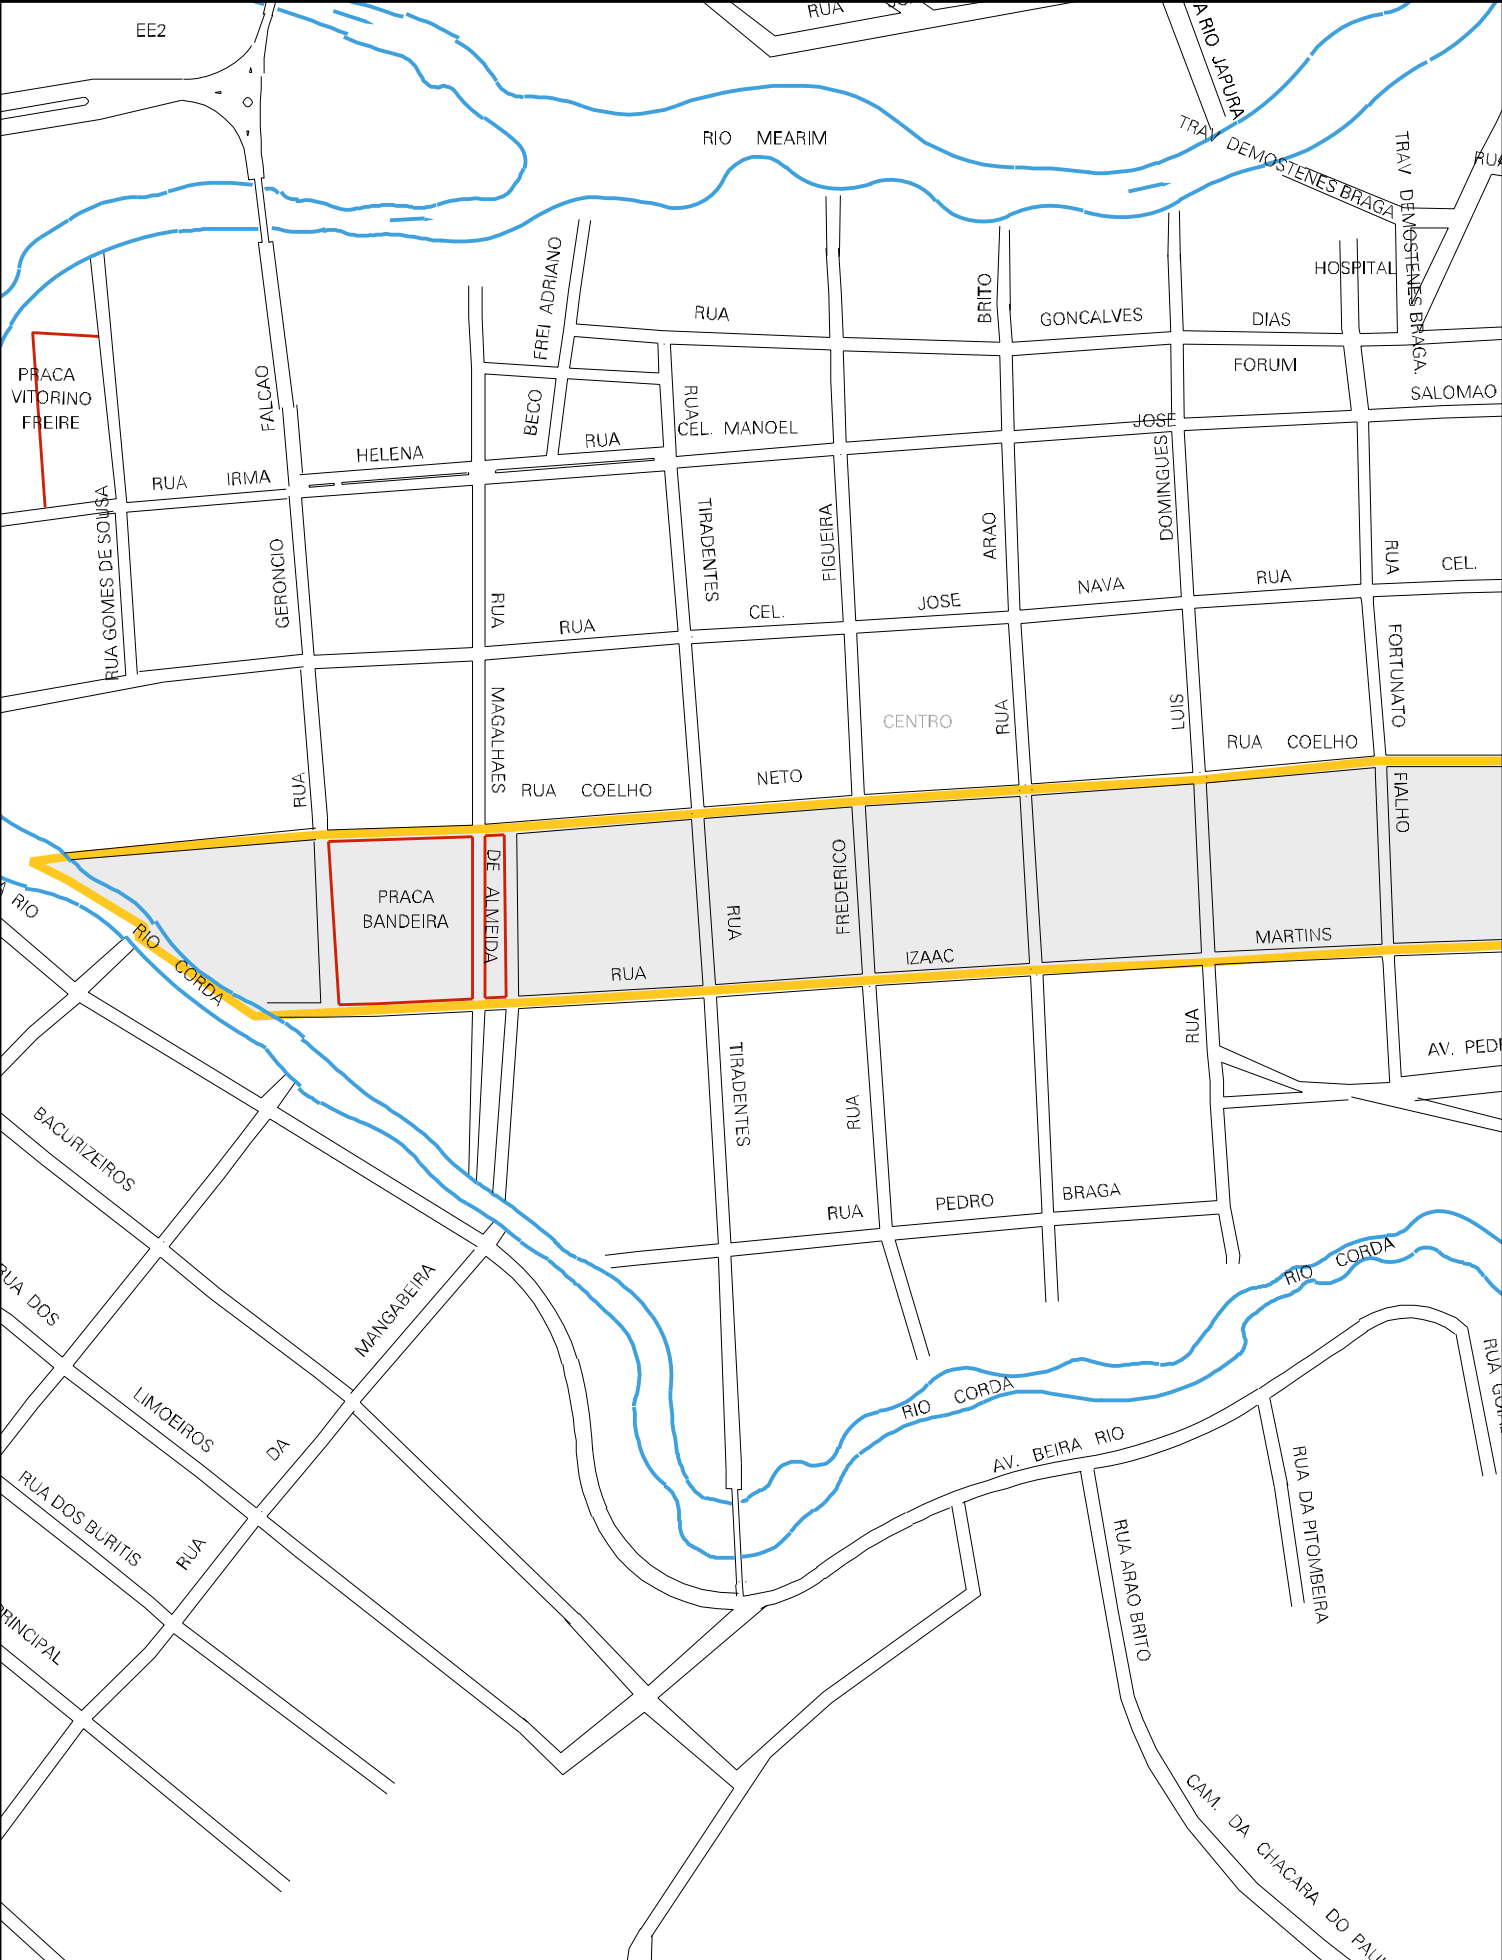 EE2
RUA
A RIO JAPURA
RIO MEARIM
TRAV DEMOSTENES BRAGA
TRAV DEMOSTENES BRAGA.
HOSPITAL
FREI ADRIANO
BECO
RUA
BRITO
GONCALVES
DIAS
FORUM
SALOMAO
PRACA
VITORINO
FREIRE
FALCAO
RUA
CEL. MANOEL
JOSE
RUA
HELENA
RUA IRMA
RUA GOMES DE SOUSA
GERONCIO
RUA
TIRADENTES
FIGUEIRA
ARAO
DOMINGUES
RUA
CEL.
RUA
NAVA
JOSE
CEL.
RUA
FORTUNATO
MAGALHAES
CENTRO
RUA
LUIS
RUA COELHO
NETO
RUA COELHO
RUA
FIALHO
DE ALMEIDA
PRACA
BANDEIRA
FREDERICO
RUA
RIO
RIO CORDA
RUA
IZAAC
MARTINS
RUA
TIRADENTES
RUA
AV. PED
BACURIZEIROS
RUA
PEDRO
BRAGA
RIO CORDA
RUA DOS
MANGABEIRA
LIMOEIROS
DA
RIO CORDA
AV. BEIRA RIO
RUA DOS BURITIS
RUA
RUA DA PITOMBEIRA
RUA ARAO BRITO
PRINCIPAL
CAM. DA CHACARA DO